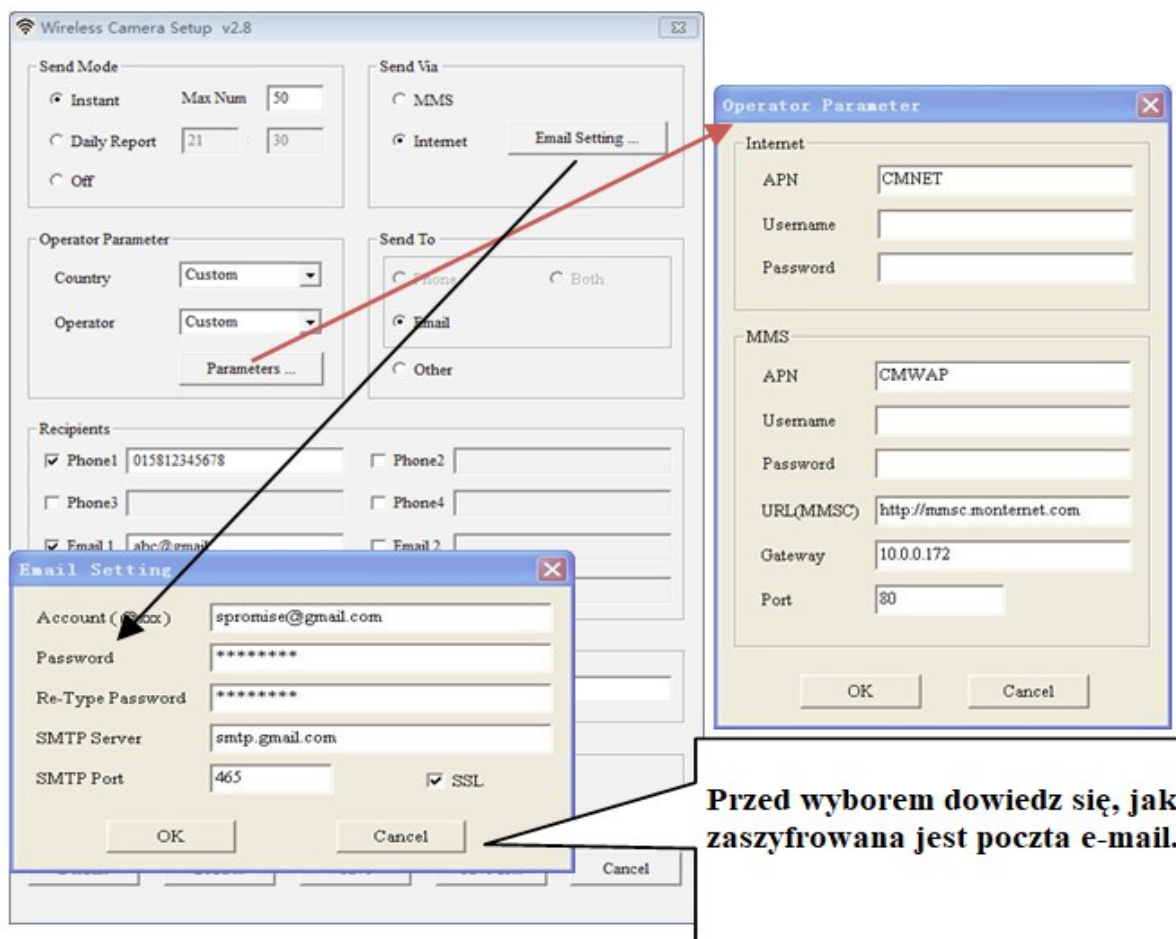 Wireless Camera Setup v2.8
Send Mode
Instant Max Num 50
Daily Report 21 : 30
Off
Send Via
MMS
Internet Email Setting ...
Operator Parameter
Country Custom
Operator Custom
Parameters ...
Send To
Phone Both
Email
Other
Recipients
Phone1 015812345678 Phone2
Phone3 Phone4
Email 1 abc@gmail Email 2
Operator Parameter
Internet
APN CMNET
Username
Password
MMS
APN CMWAP
Username
Password
URL(MMSC) http://mmsc.monternet.com
Gateway 10.0.0.172
Port 80
OK Cancel
Email Setting
Account (@xxx) spromise@gmail.com
Password ********
Re-Type Password ********
SMTP Server smtp.gmail.com
SMTP Port 465 SSL
OK Cancel
Cancel
Przed wyborem dowiedz się, jak
zaszyfrowana jest poczta e-mail.